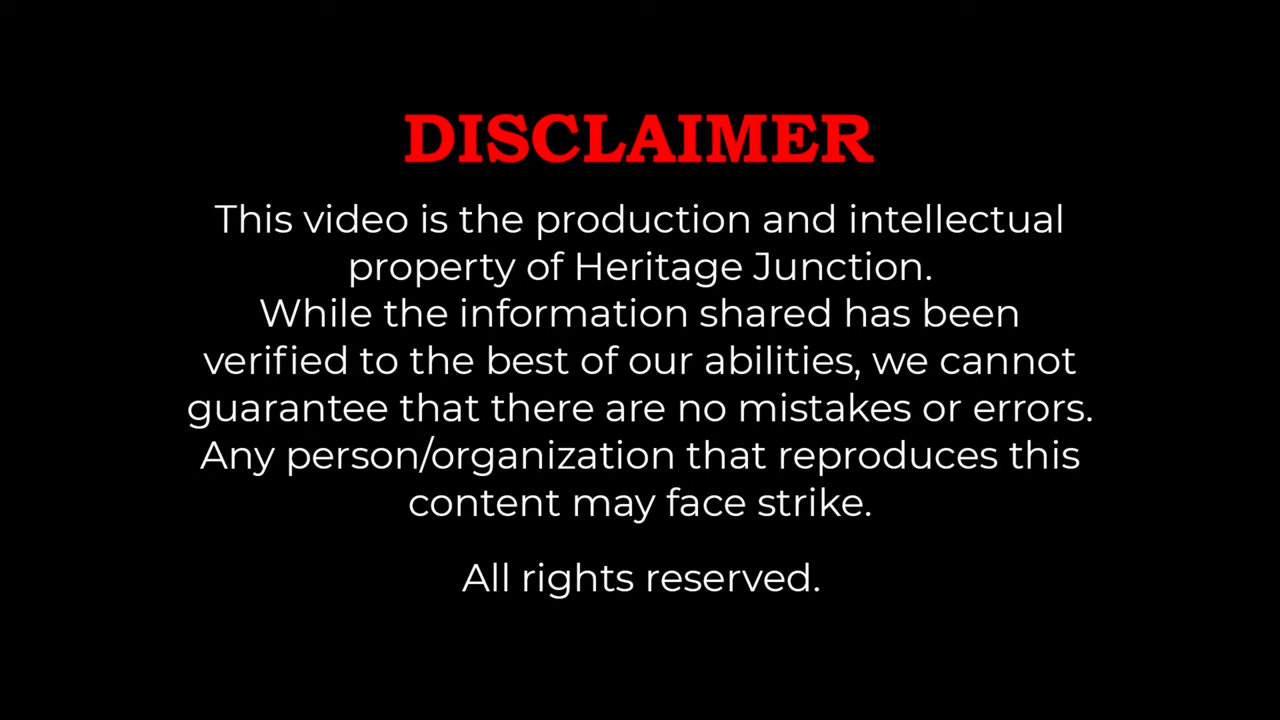 DISCLAIMER
This video is the production and intellectual
property of Heritage Junction.
While the information shared has been
verified to the best of our abilities, we cannot
guarantee that there are no mistakes or errors.
Any person/organization that reproduces this
content may face strike.
All rights reserved.